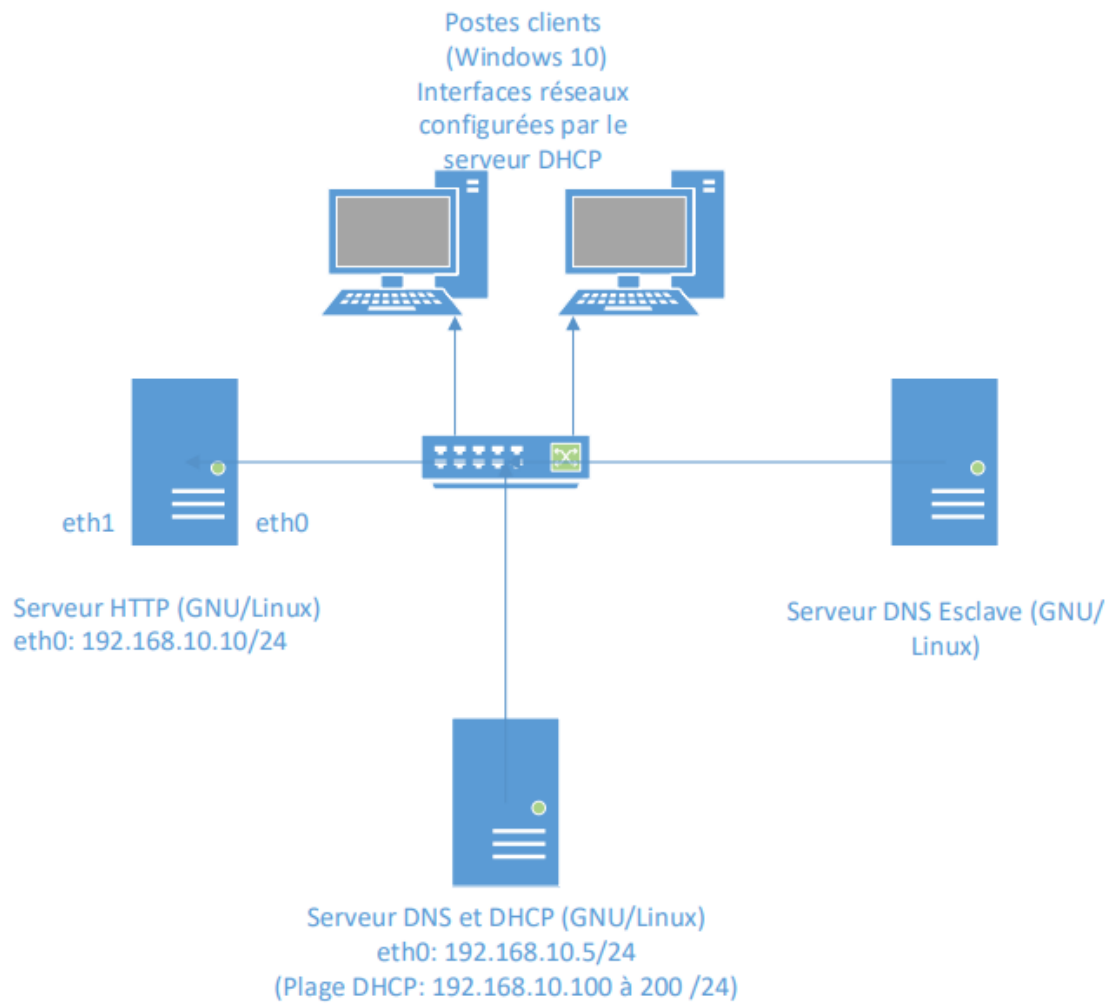 Postes clients
(Windows 10)
Interfaces réseaux
configurées par le
serveur DHCP
eth1
eth0
Serveur HTTP (GNU/Linux)
eth0: 192.168.10.10/24
Serveur DNS Esclave (GNU/
Linux)
Serveur DNS et DHCP (GNU/Linux)
eth0: 192.168.10.5/24
(Plage DHCP: 192.168.10.100 à 200 /24)